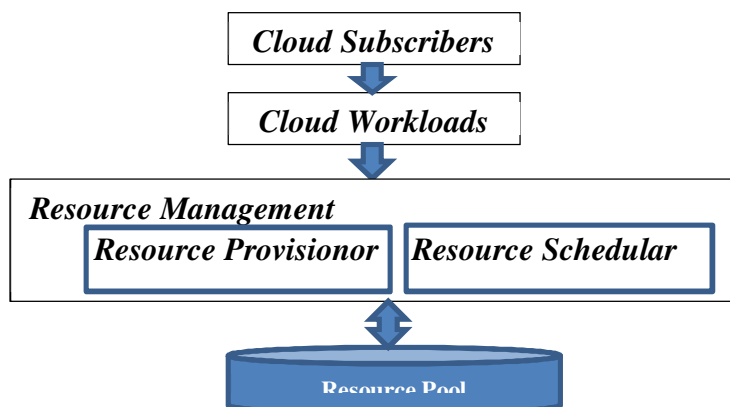 Cloud Subscribers
Cloud Workloads
Resource Management
Resource Provisionor
Resource Schedular
Resource Pool